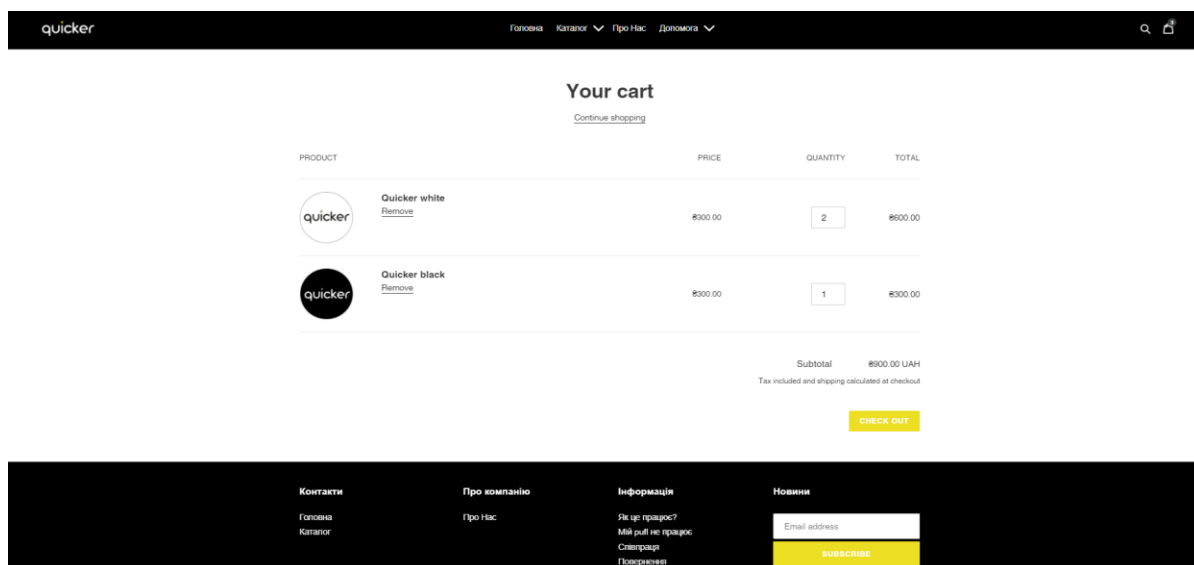 quicker
Головна Каталог Про Нас Допомога
3
Your cart
Continue shopping
PRODUCT PRICE QUANTITY TOTAL
quicker
Quicker white
Remove
₴300.00 2 ₴600.00
quicker
Quicker black
Remove
₴300.00 1 ₴300.00
Subtotal ₴900.00 UAH
Tax included and shipping calculated at checkout
CHECK OUT
Контакти Про компанію Інформація Новини
Головна Про Нас Як це працює?
Каталог Мій puff не працює
Email address
Співпраця
Повернення
SUBSCRIBE